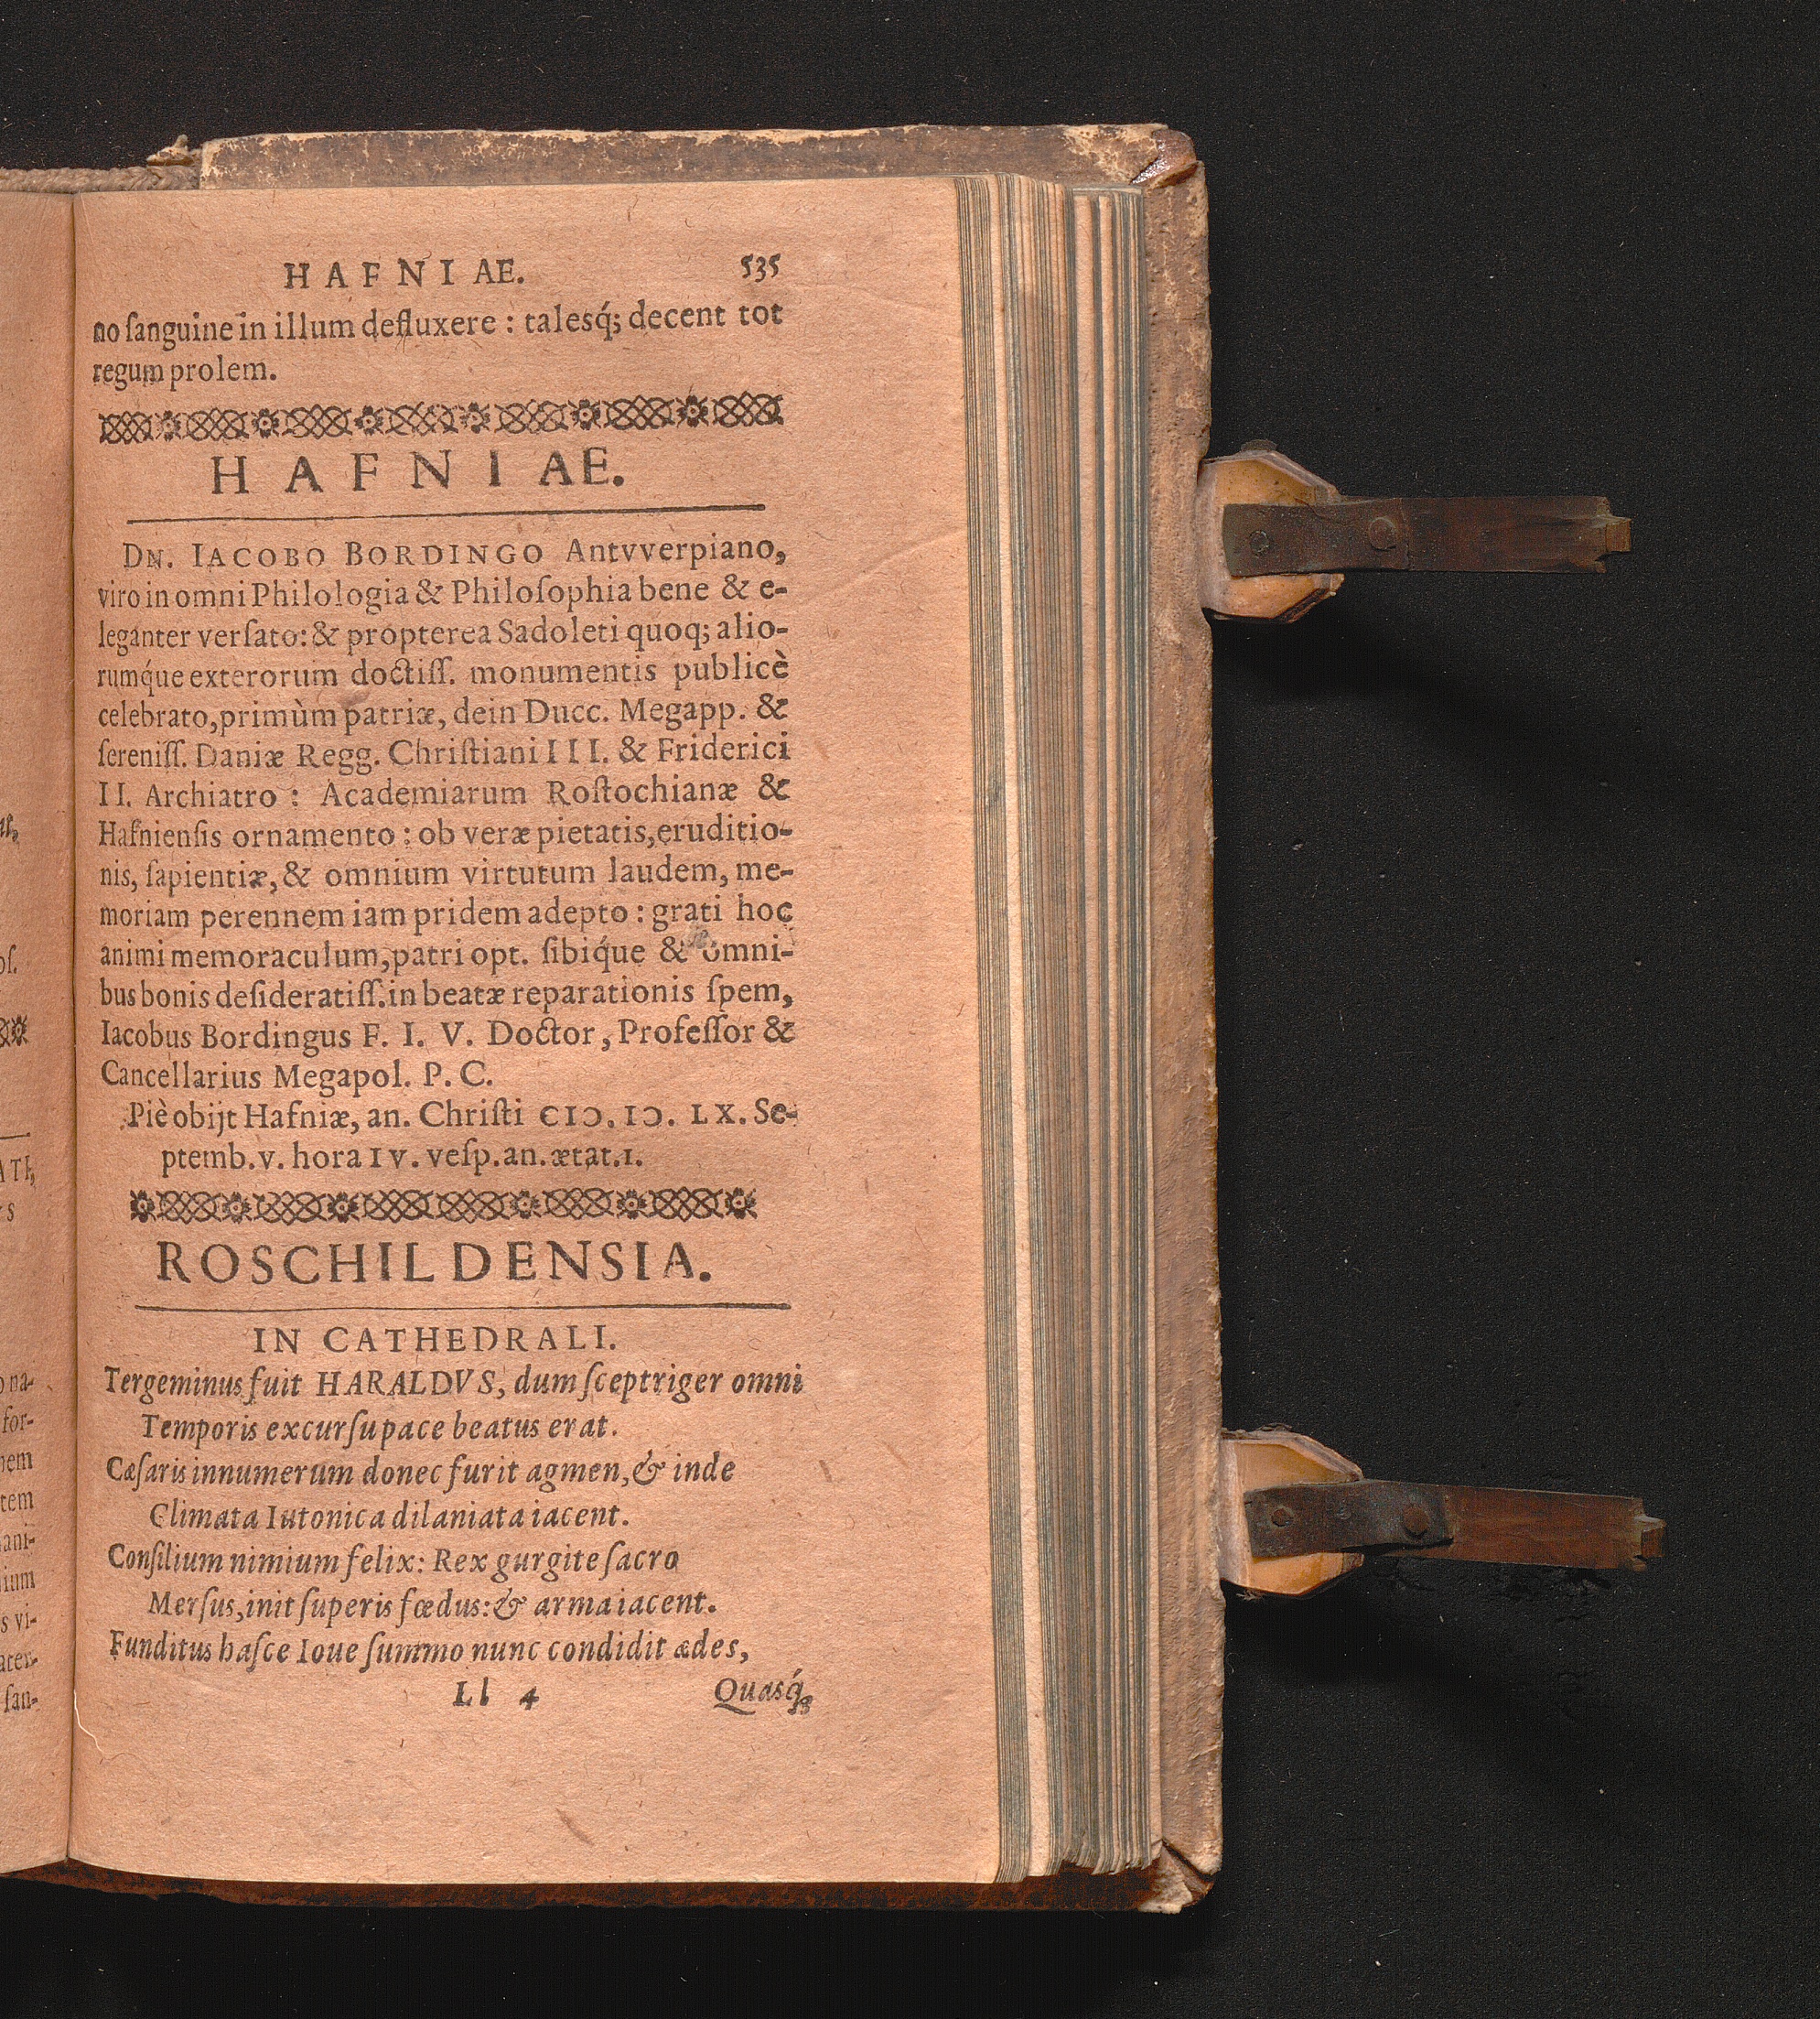 HAFNIAE. 535
no ſanguine in illum defluxere : talesq́; decent tot
regum prolem.
HAFNIAE.
DN. IACOBO BORDINGO Antvverpiano,
viro in omni Philologia & Philoſophia bene & e-
leganter verſato: & propterea Sadoleti quoq; alio-
rumq́ue exterorum doctiſſ. monumentis publicè
celebrato, primùm patriæ, dein Ducc. Megapp. &
ſereniſſ. Daniæ Regg. Chriſtiani III. & Friderici
II. Archiatro : Academiarum Roſtochianæ &
Hafnienſis ornamento : ob veræ pietatis, eruditio-
nis, ſapientiæ, & omnium virtutum laudem, me-
moriam perennem iam pridem adepto : grati hoc
animi memoraculum, patri opt. ſibiq́ue & omni-
bus bonis deſideratiſſ. in beatæ reparationis ſpem,
Iacobus Bordingus F. I. V. Doctor, Profeſſor &
Cancellarius Megapol. P. C.
Piè obijt Hafniæ, an. Chriſti CIↃ. IↃ. LX. Se-
ptemb. v. hora IV. veſp. an. ætat. 1.
ROSCHILDENSIA.
IN CATHEDRALI.
Tergeminus fuit HARALDVS, dum ſceptriger omni
Temporis excurſu pace beatus erat.
Cæſaris innumerum donec furit agmen, & inde
Climata Iutonica dilaniata iacent.
Conſilium nimium felix: Rex gurgite ſacro
Merſus, init ſuperis fœdus: & arma iacent.
Funditus haſce Ioue ſummo nunc condidit ædes,
Ll 4 Quasq́;